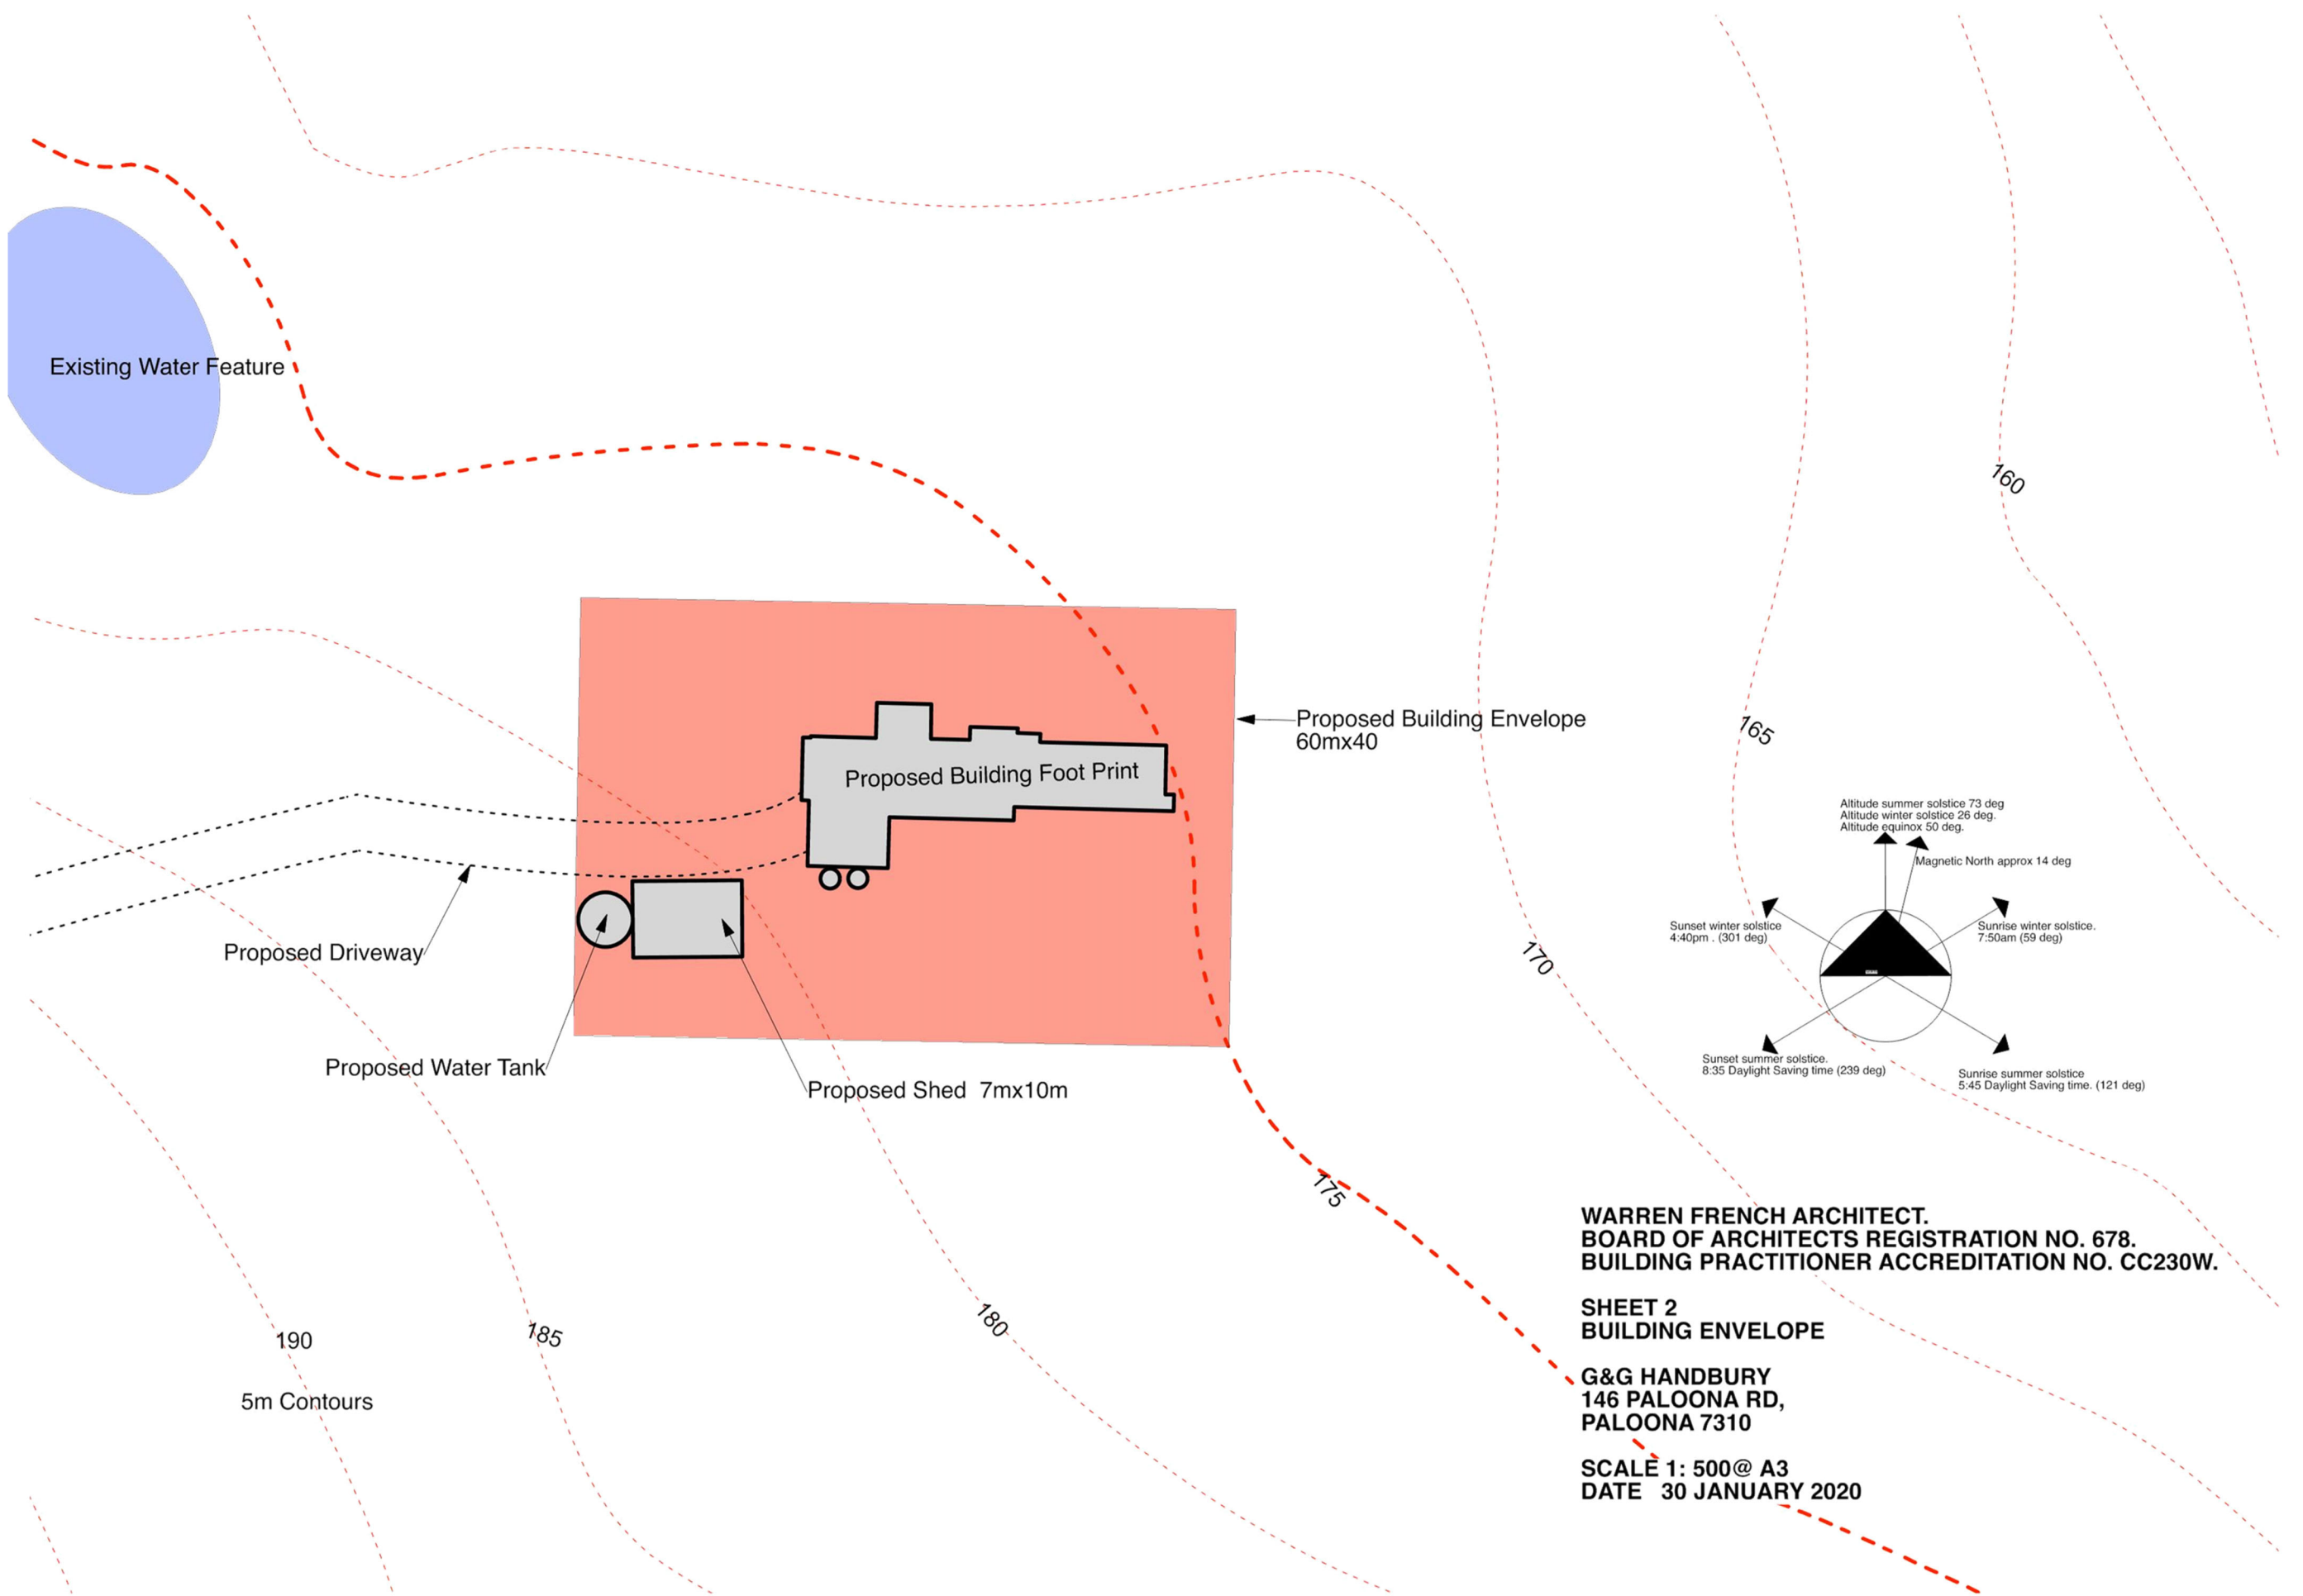 Existing Water Feature
160
Proposed Building Envelope
60mx40
165
Proposed Building Foot Print
Altitude summer solstice 73 deg
Altitude winter solstice 26 deg.
Altitude equinox 50 deg.
Magnetic North approx 14 deg
Sunset winter solstice
4:40pm . (301 deg)
Sunrise winter solstice.
7:50am (59 deg)
Proposed Driveway
170
Sunset summer solstice.
8:35 Daylight Saving time (239 deg)
Sunrise summer solstice
5:45 Daylight Saving time. (121 deg)
Proposed Water Tank
Proposed Shed 7mx10m
175
190
185
180
5m Contours
WARREN FRENCH ARCHITECT.
BOARD OF ARCHITECTS REGISTRATION NO. 678.
BUILDING PRACTITIONER ACCREDITATION NO. CC230W.
SHEET 2
BUILDING ENVELOPE
G&G HANDBURY
146 PALOONA RD,
PALOONA 7310
SCALE 1: 500@ A3
DATE 30 JANUARY 2020